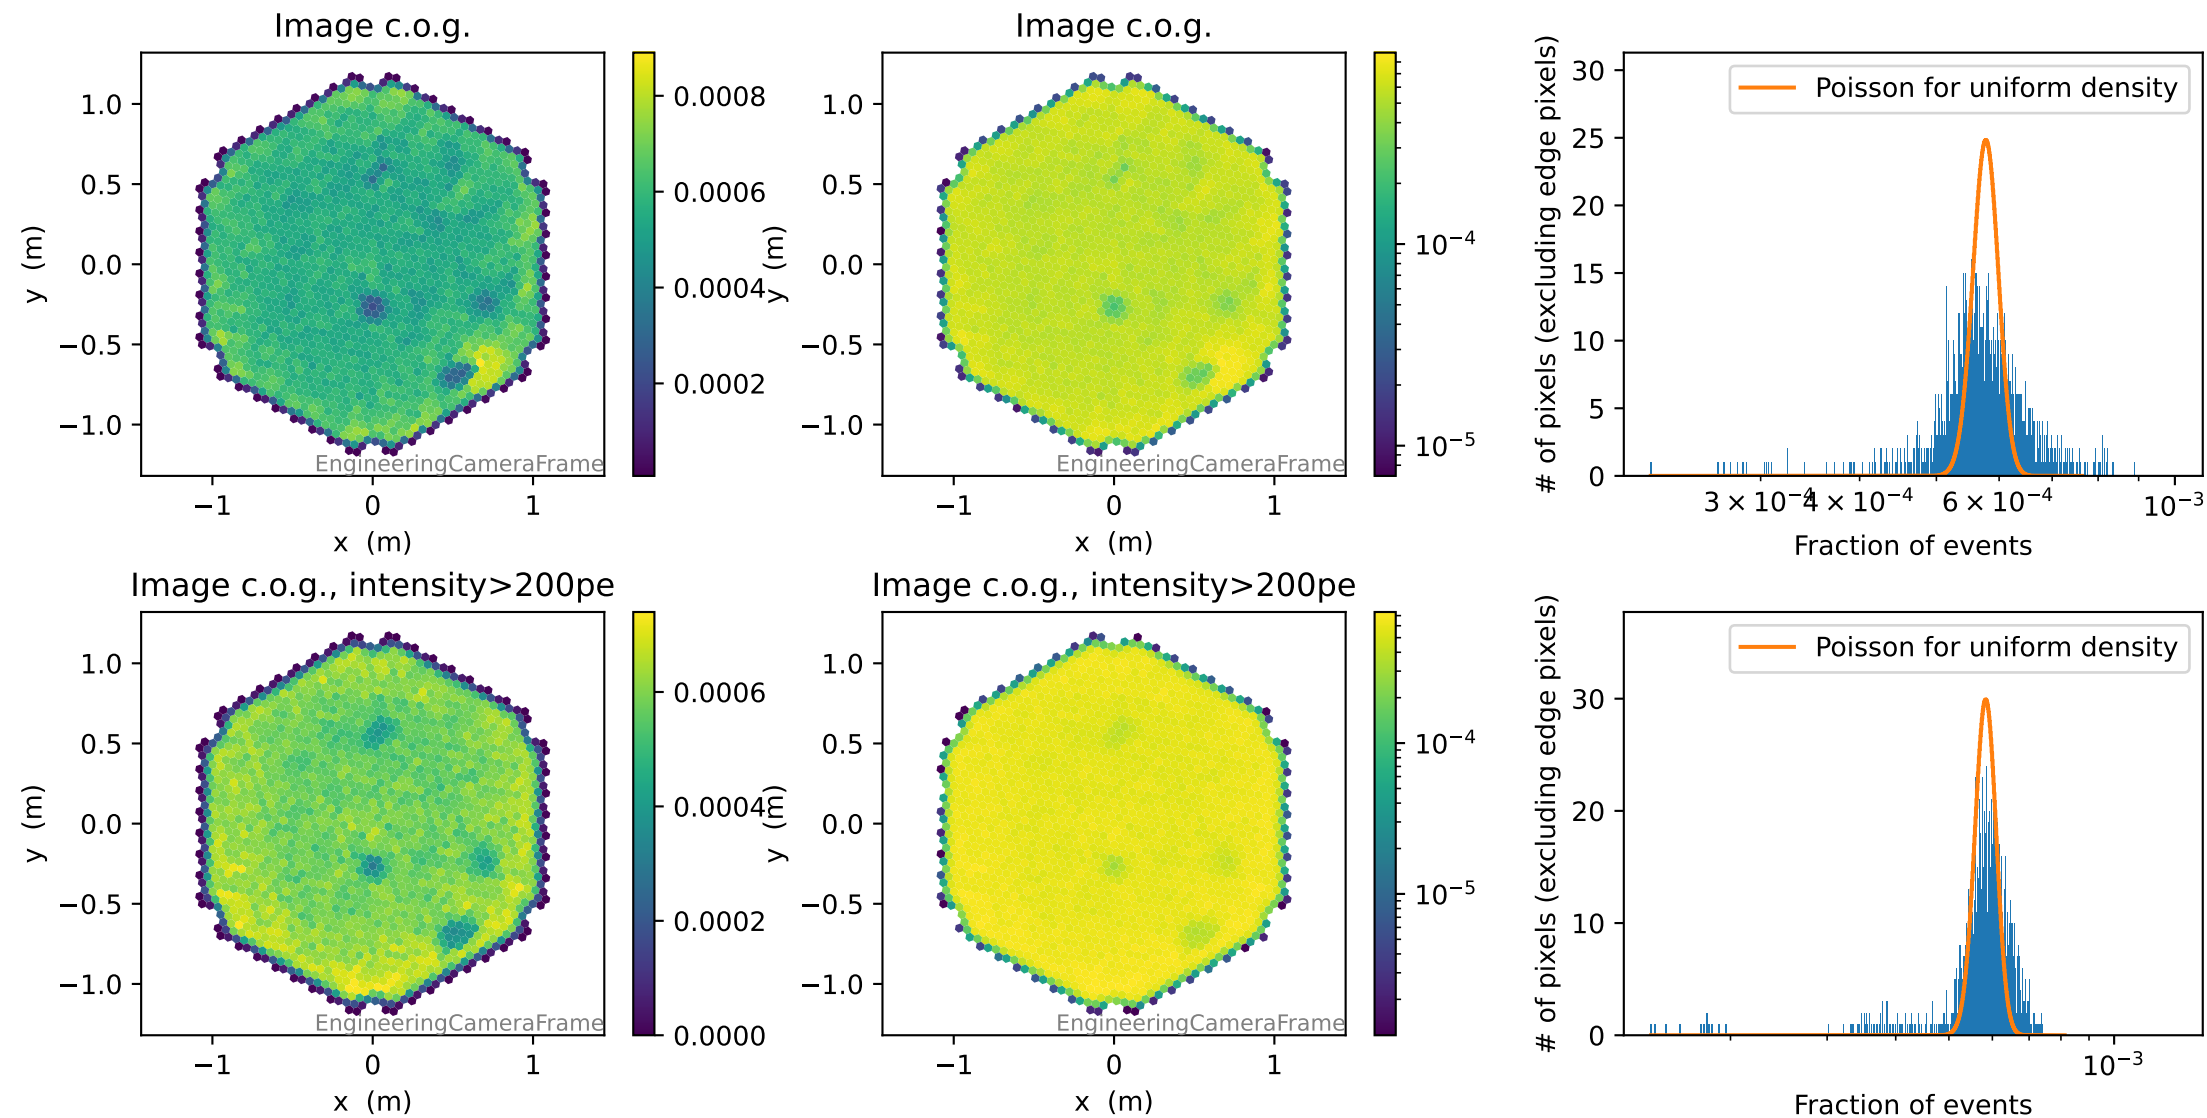 Image c.o.g.
1.0
0.5
0.0
−0.5
−1.0
y (m)
−1 0 1
x (m)
EngineeringCameraFrame
0.0008
0.0006
0.0004
0.0002
Image c.o.g.
1.0
0.5
0.0
−0.5
−1.0
y (m)
−1 0 1
x (m)
EngineeringCameraFrame
10⁻⁴
10⁻⁵
# of pixels (excluding edge pixels)
30
25
20
15
10
5
0
Poisson for uniform density
3 × 10⁻⁴ 4 × 10⁻⁴ 6 × 10⁻⁴ 10⁻³
Fraction of events
Image c.o.g., intensity>200pe
1.0
0.5
0.0
−0.5
−1.0
y (m)
−1 0 1
x (m)
EngineeringCameraFrame
0.0006
0.0004
0.0002
0.0000
Image c.o.g., intensity>200pe
1.0
0.5
0.0
−0.5
−1.0
y (m)
−1 0 1
x (m)
EngineeringCameraFrame
10⁻⁴
10⁻⁵
# of pixels (excluding edge pixels)
30
20
10
0
Poisson for uniform density
10⁻³
Fraction of events